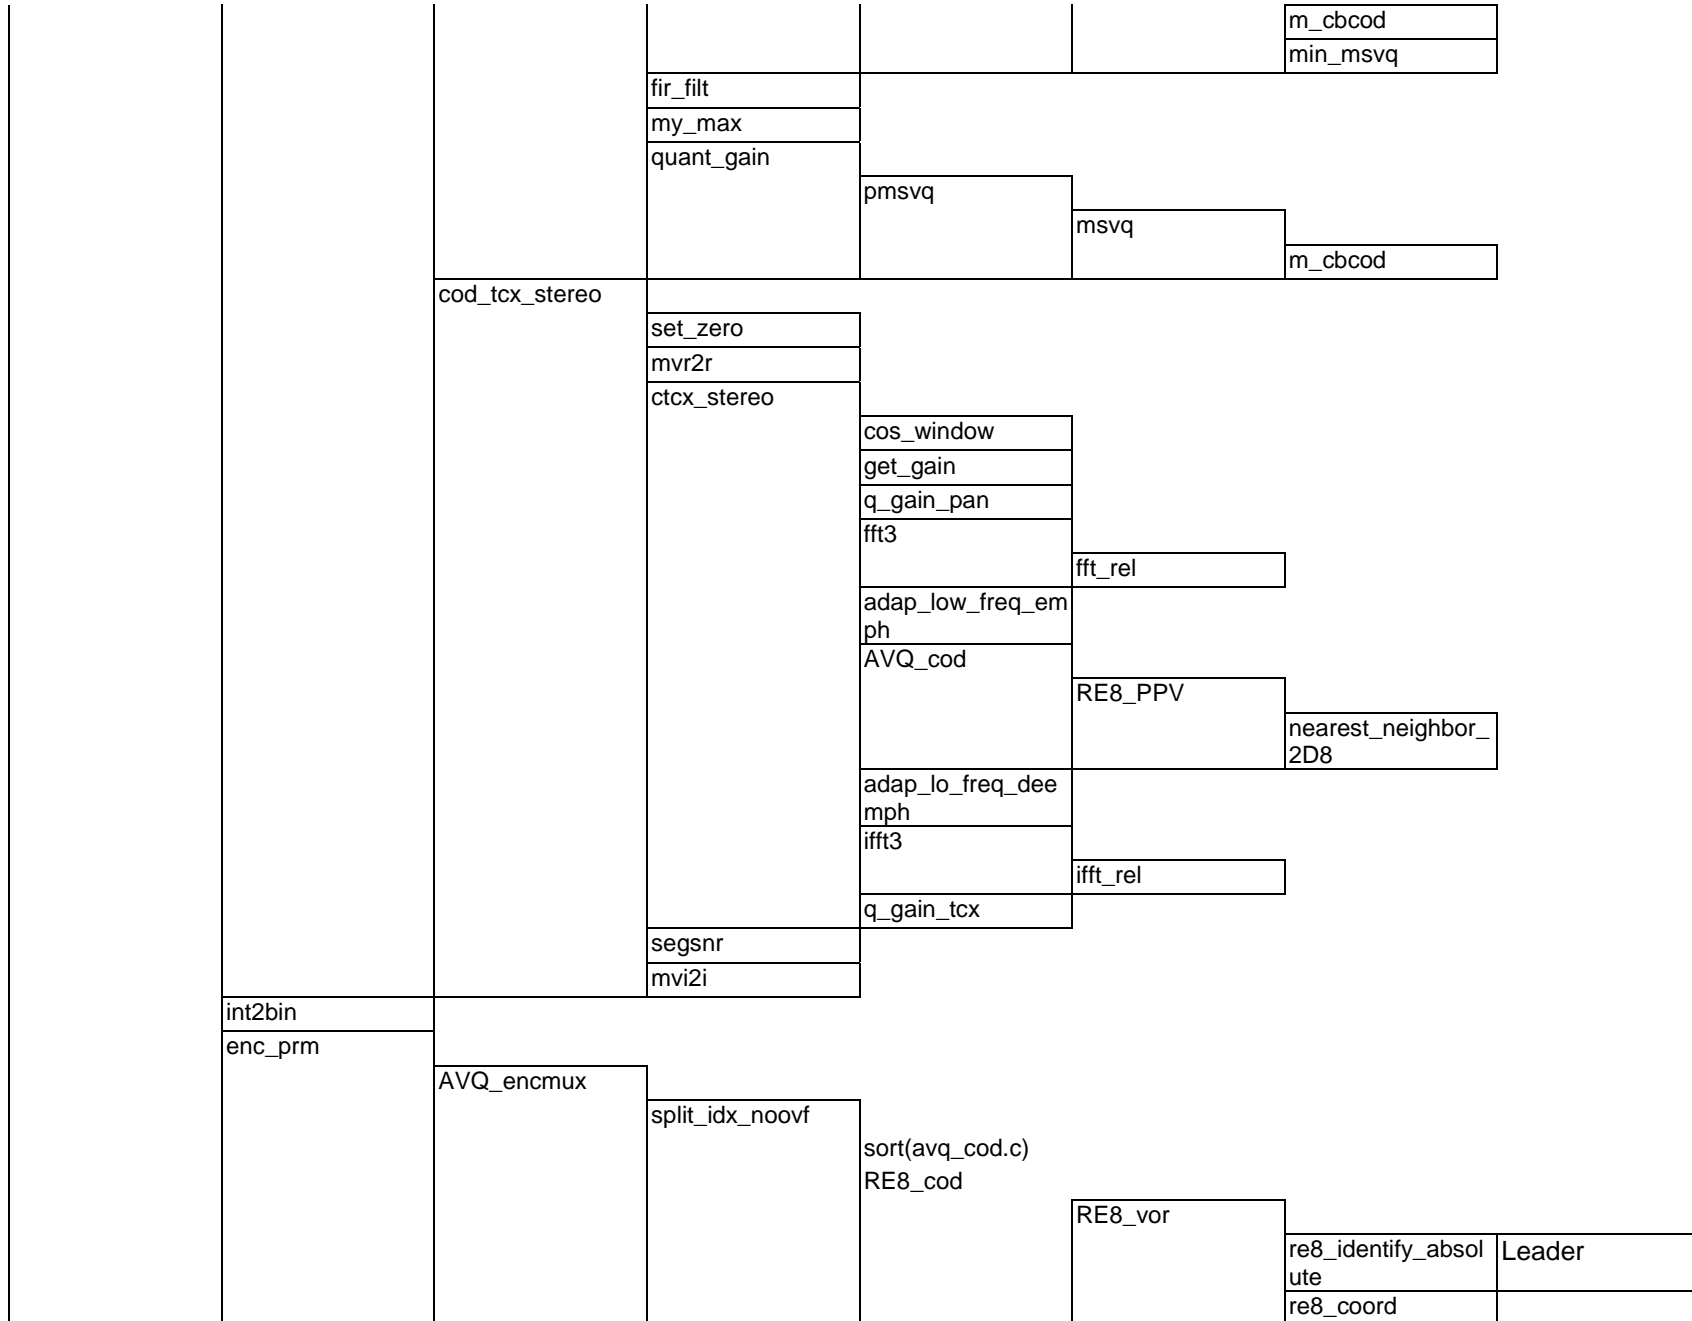 m_cbcod
min_msvq
fir_filt
my_max
quant_gain
pmsvq
msvq
m_cbcod
cod_tcx_stereo
set_zero
mvr2r
ctcx_stereo
cos_window
get_gain
q_gain_pan
fft3
fft_rel
adap_low_freq_em
ph
AVQ_cod
RE8_PPV
nearest_neighbor_
2D8
adap_lo_freq_dee
mph
ifft3
ifft_rel
q_gain_tcx
segsnr
mvi2i
int2bin
enc_prm
AVQ_encmux
split_idx_noovf
sort(avq_cod.c)
RE8_cod
RE8_vor
re8_identify_absol Leader
ute
re8_coord